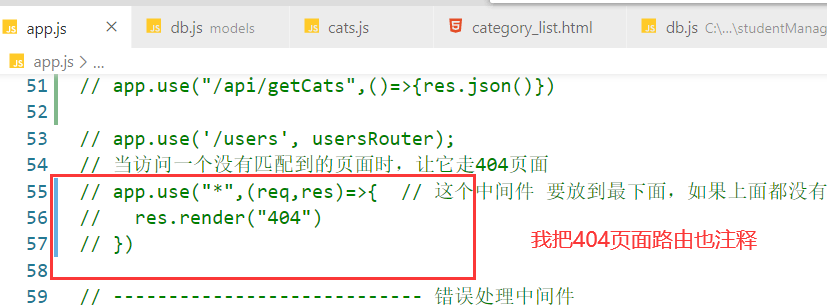 app.js
db.js models
cats.js
category_list.html
db.js C:\...\studentManag
app.js > ...
51 // app.use("/api/getCats",()=>{res.json()})
52
53 // app.use('/users', usersRouter);
54 // 当访问一个没有匹配到的页面时，让它走404页面
55 // app.use("*",(req,res)=>{ // 这个中间件 要放到最下面，如果上面都没有
56 // res.render("404")
57 // })
我把404页面路由也注释
58
59 // ---------------------------- 错误处理中间件